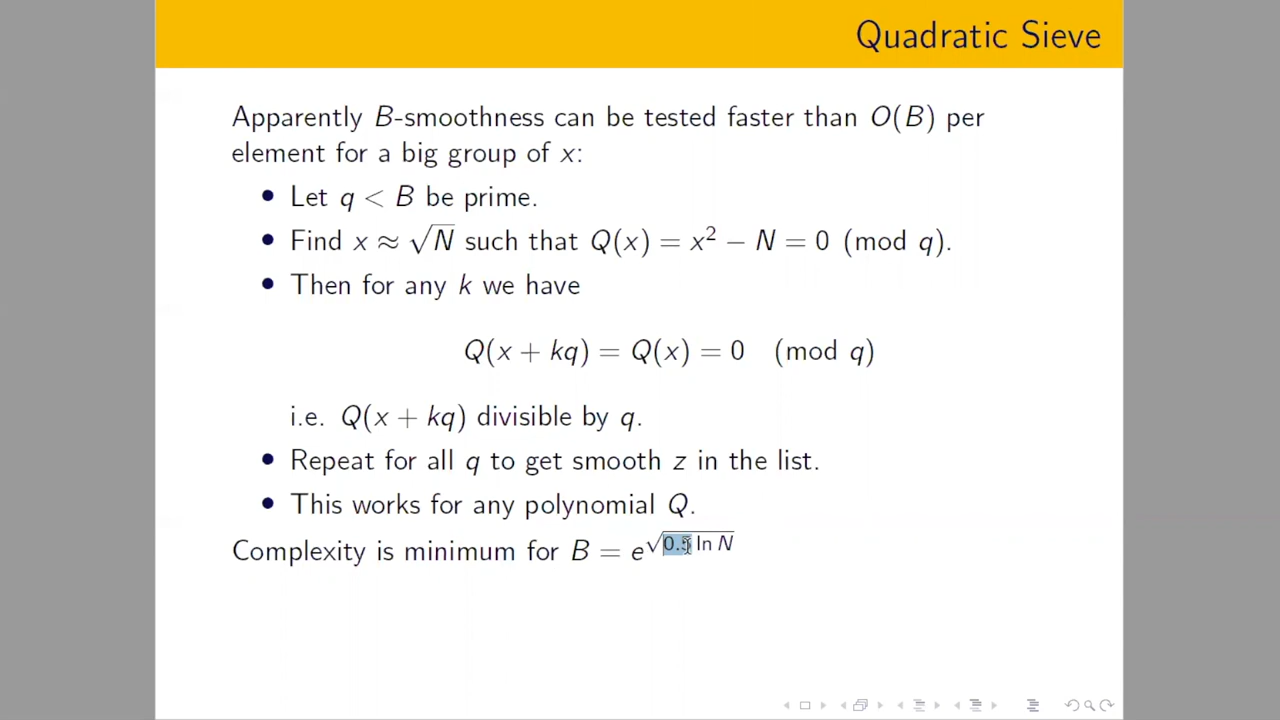 Quadratic Sieve
Apparently B-smoothness can be tested faster than O(B) per
element for a big group of x:
• Let q < B be prime.
• Find x ≈ √N such that Q(x) = x² − N = 0 (mod q).
• Then for any k we have
Q(x + kq) = Q(x) = 0 (mod q)
i.e. Q(x + kq) divisible by q.
• Repeat for all q to get smooth z in the list.
• This works for any polynomial Q.
Complexity is minimum for B = e^√(0.5 ln N)